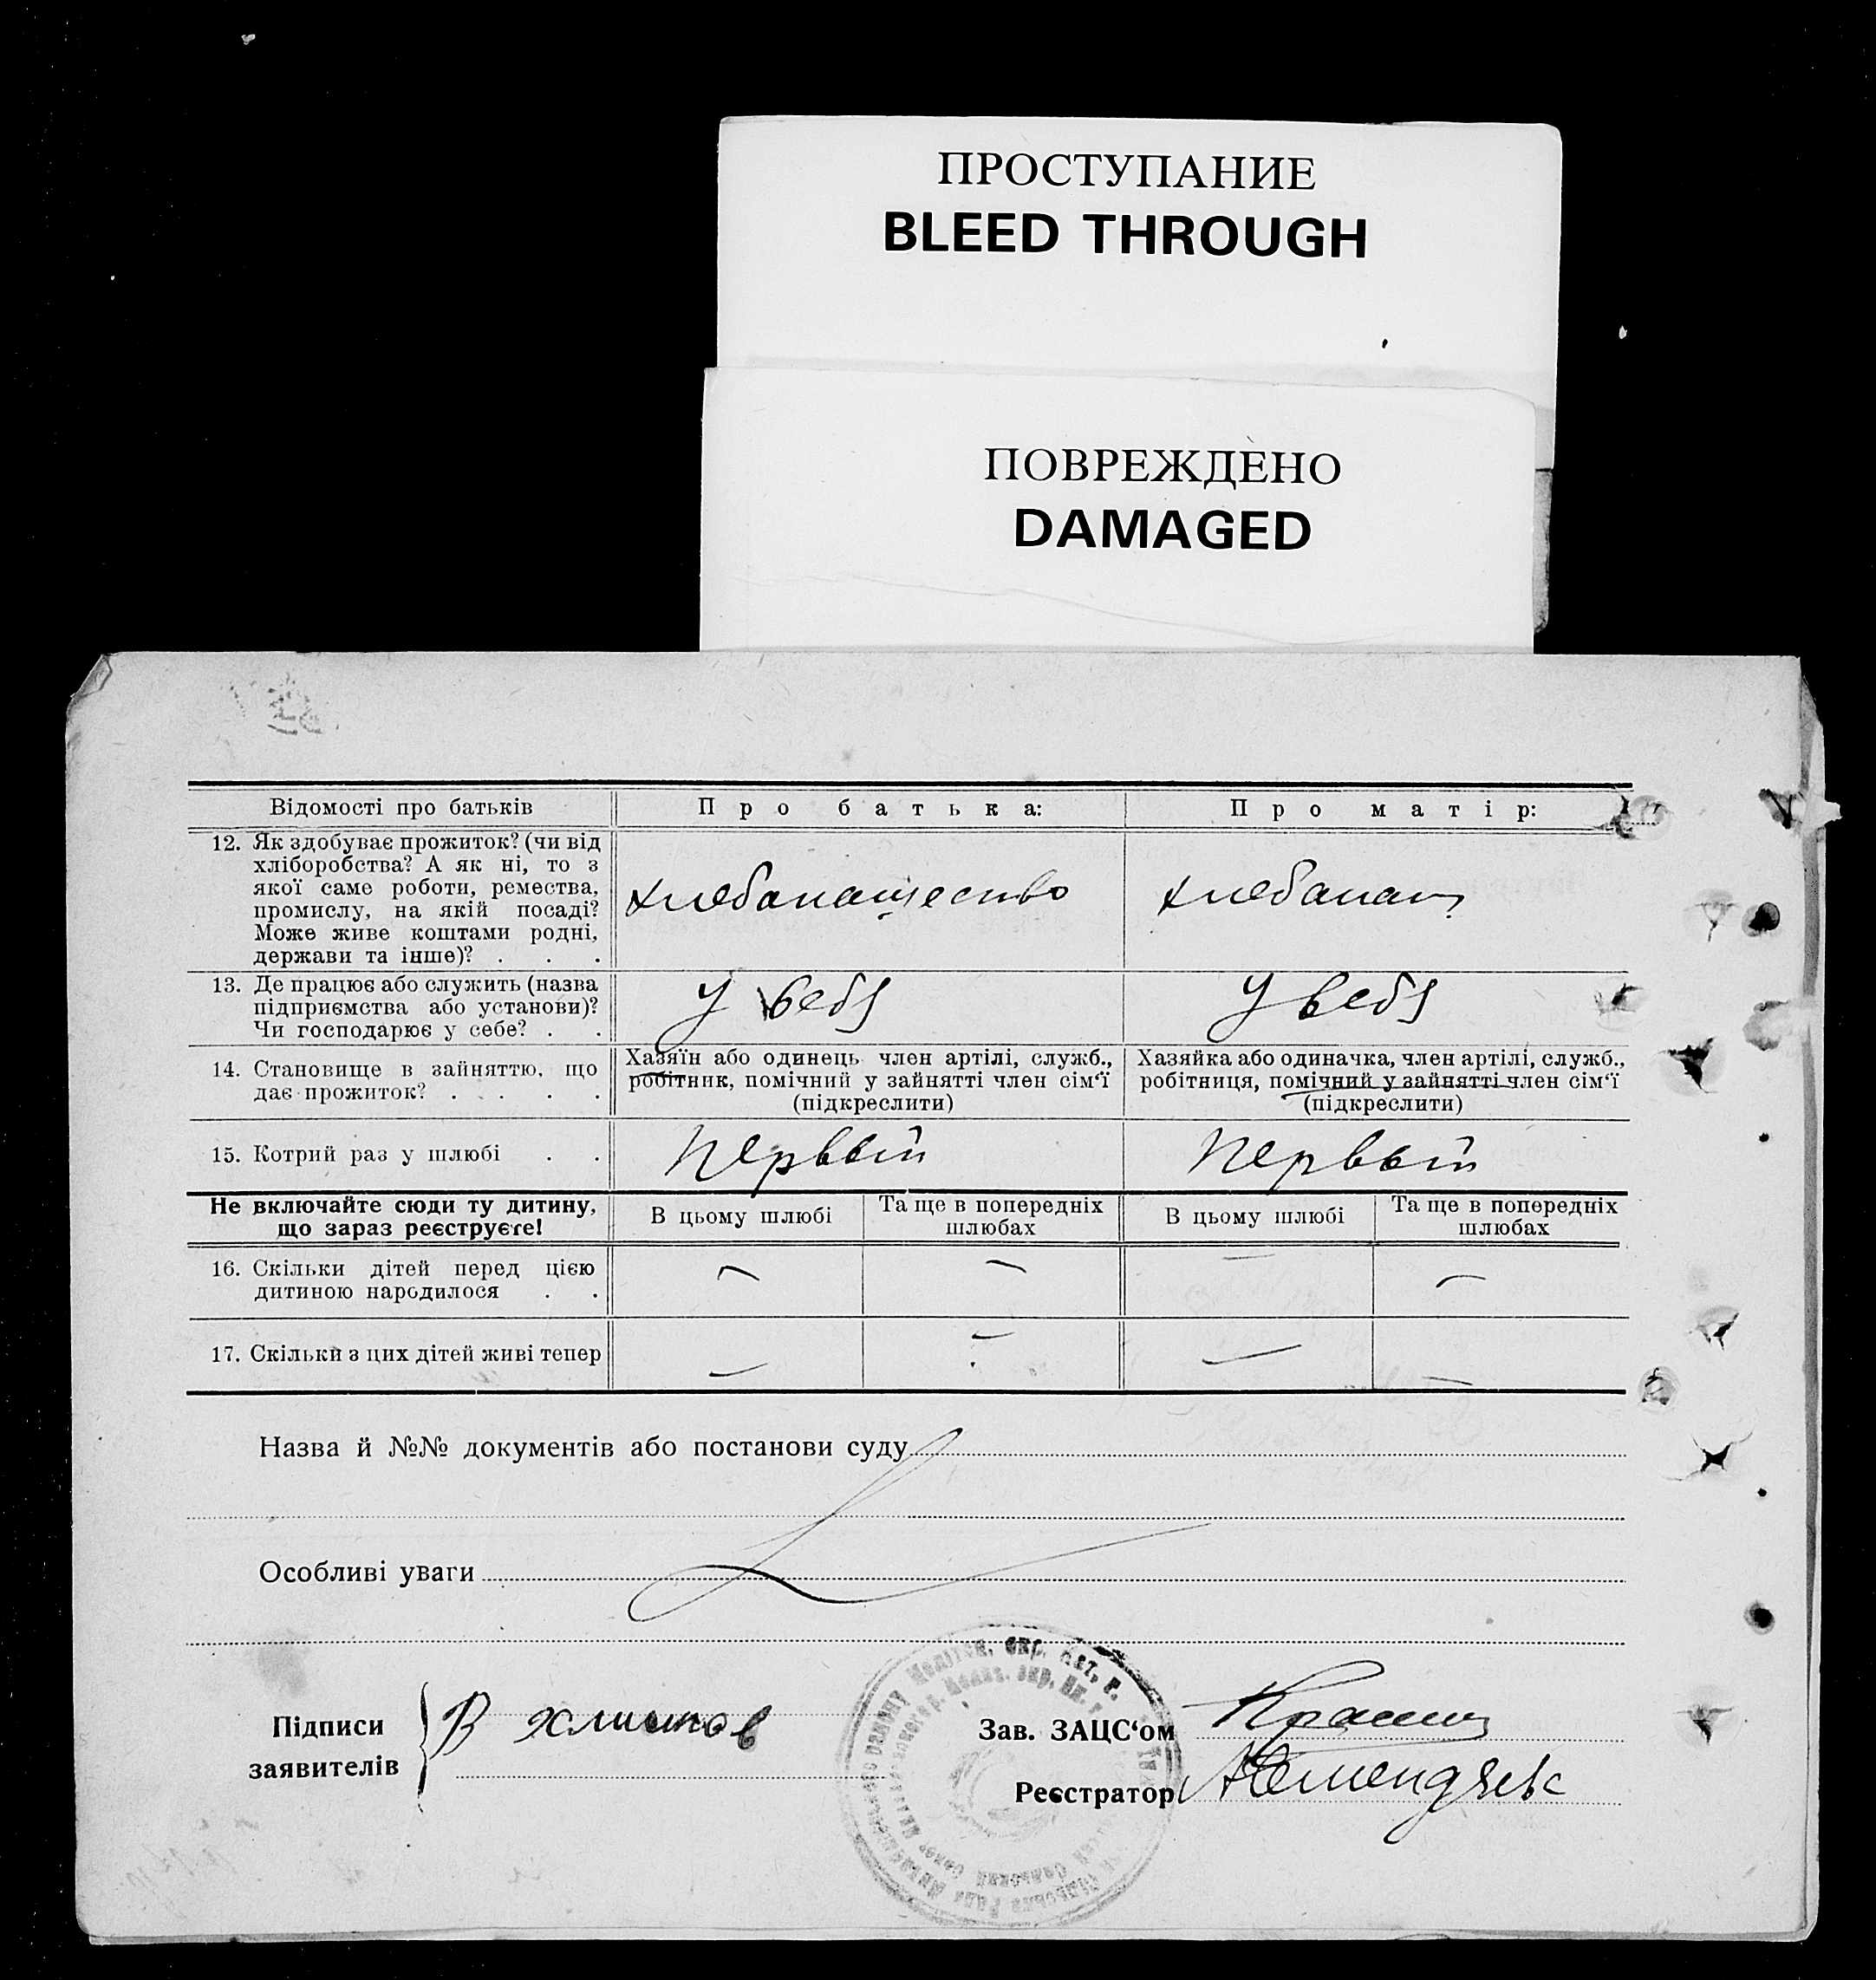 ПРОСТУПАНИЕ
BLEED THROUGH
ПОВРЕЖДЕНО
DAMAGED
Відомості про батьків
Про батька:
Про матір:
12. Як здобуває прожиток? (чи від
хліборобства? А як ні, то з
якої саме роботи, ремества,
промислу, на якій посаді?
Може живе коштами родні,
держави та інше)? . . .
хлебопашество
хлебопаш
13. Де працює або служить (назва
підприємства або установи)?
Чи господарює у себе? . .
У себя
У себя
14. Становище в зайняттю, що
дає прожиток? . . . .
Хазяїн або одинець член артілі, служб.,
робітник, помічний у зайнятті член сім'ї
(підкреслити)
Хазяйка або одиначка, член артілі, служб.,
робітниця, помічний у зайнятті член сім'ї
(підкреслити)
15. Котрий раз у шлюбі . .
Первый
Первый
Не включайте сюди ту дитину,
що зараз реєструєте!
В цьому шлюбі
Та ще в попередніх
шлюбах
В цьому шлюбі
Та ще в попередніх
шлюбах
16. Скільки дітей перед цією
дитиною народилося . .
—
—
—
—
17. Скільки з цих дітей живі тепер
—
—
—
—
Назва й №№ документів або постанови суду
Особливі уваги
Підписи
заявителів
В
Зав. ЗАЦС'ом
Реєстратор